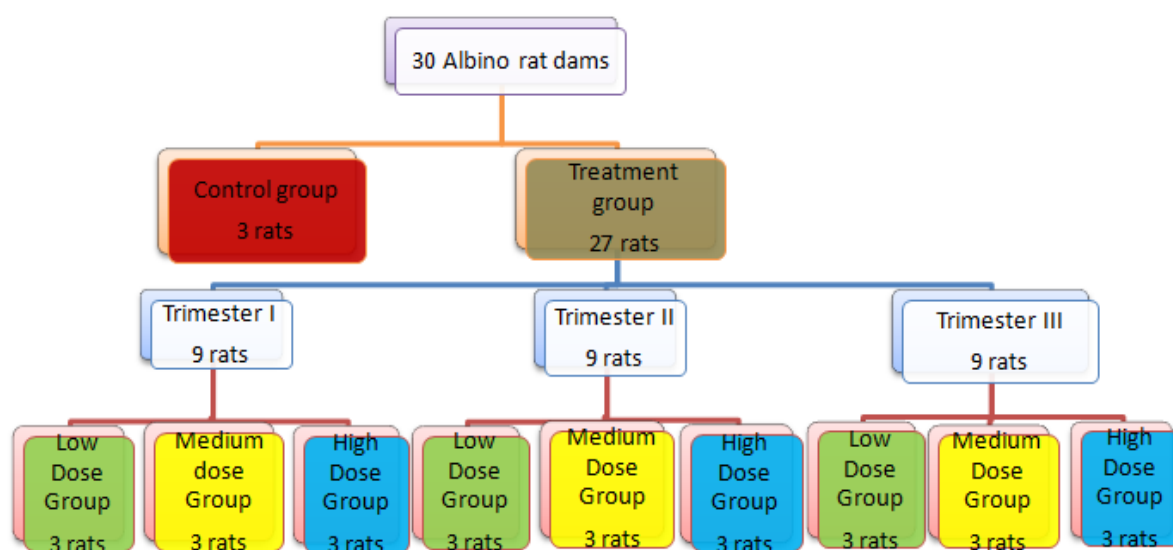 30 Albino rat dams
Control group
3 rats
Treatment
group
27 rats
Trimester I
9 rats
Trimester II
9 rats
Trimester III
9 rats
Low
Dose
Group
3 rats
Medium
dose
Group
3 rats
High
Dose
Group
3 rats
Low
Dose
Group
3 rats
Medium
Dose
Group
3 rats
High
Dose
Group
3 rats
Low
Dose
Group
3 rats
Medium
Dose
Group
3 rats
High
Dose
Group
3 rats